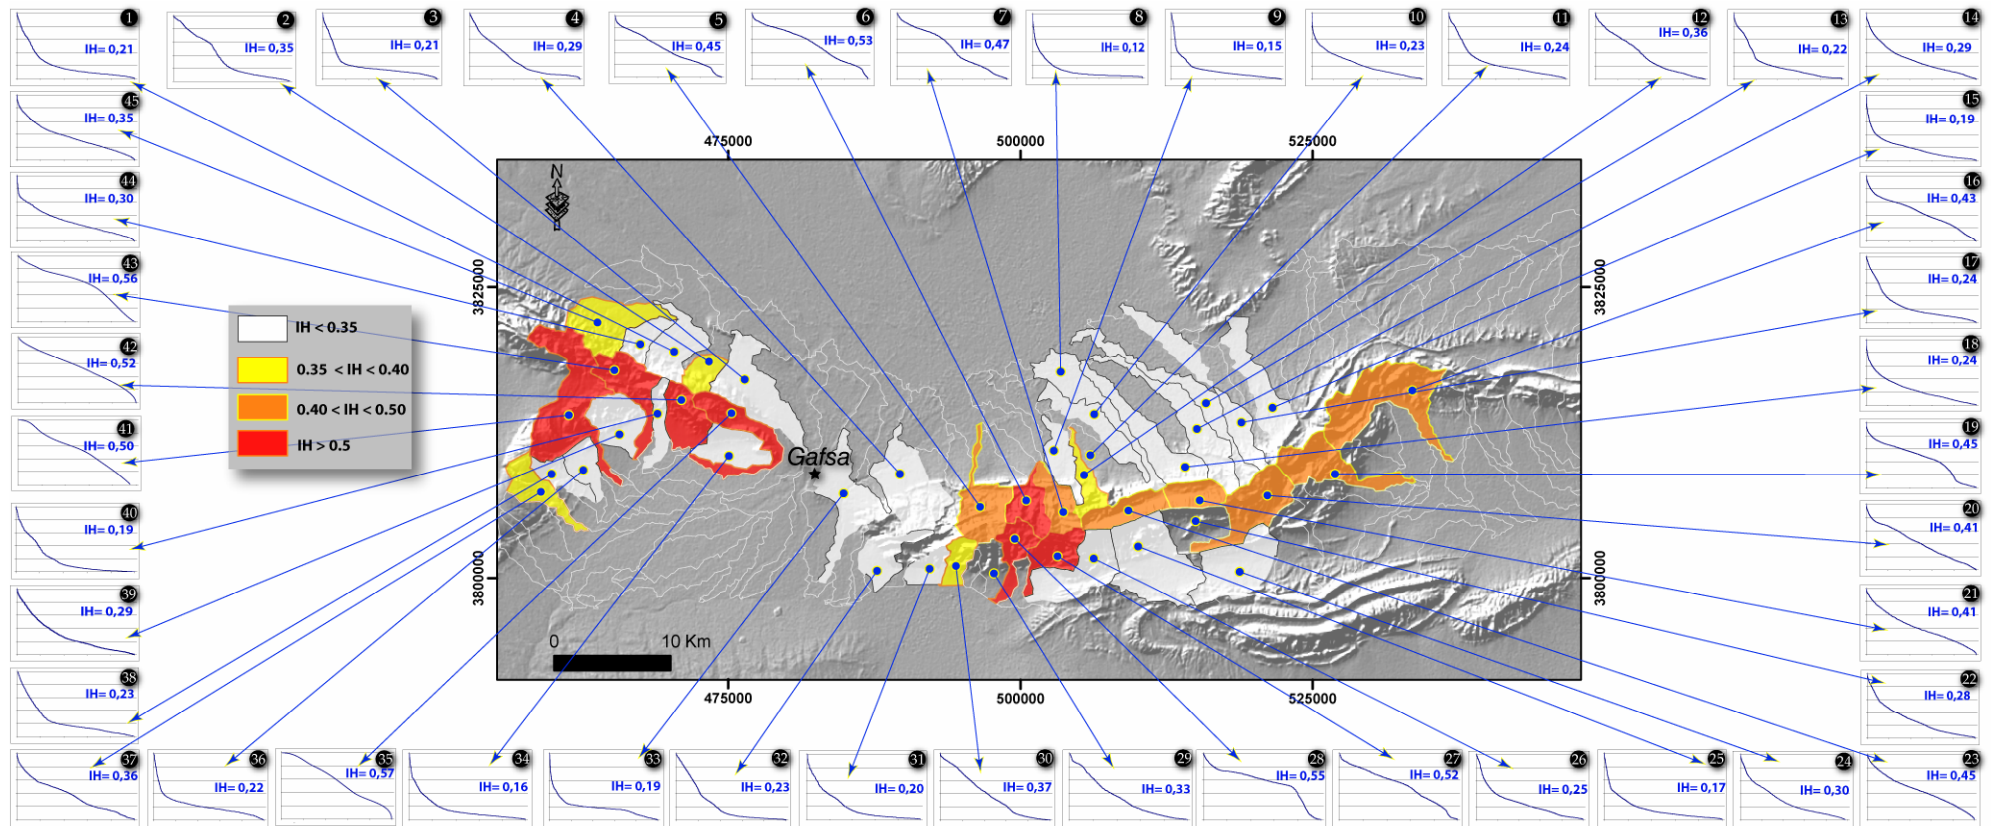 1
IH= 0,21
2
IH= 0,35
3
IH= 0,21
4
IH= 0,29
5
IH= 0,45
6
IH= 0,53
7
IH= 0,47
8
IH= 0,12
9
IH= 0,15
10
IH= 0,23
11
IH= 0,24
12
IH= 0,36
13
IH= 0,22
14
IH= 0,29
15
IH= 0,19
16
IH= 0,43
17
IH= 0,24
18
IH= 0,24
19
IH= 0,45
20
IH= 0,41
21
IH= 0,41
22
IH= 0,28
23
IH= 0,45
24
IH= 0,30
25
IH= 0,17
26
IH= 0,25
27
IH= 0,52
28
IH= 0,55
29
IH= 0,33
30
IH= 0,37
31
IH= 0,20
32
IH= 0,23
33
IH= 0,19
34
IH= 0,16
35
IH= 0,57
36
IH= 0,22
37
IH= 0,36
38
IH= 0,23
39
IH= 0,29
40
IH= 0,19
41
IH= 0,50
42
IH= 0,52
43
IH= 0,56
44
IH= 0,30
45
IH= 0,35
475000
500000
525000
N
3825000
3825000
IH < 0.35
0.35 < IH < 0.40
0.40 < IH < 0.50
IH > 0.5
Gafsa
3800000
3800000
0
10 Km
475000
500000
525000